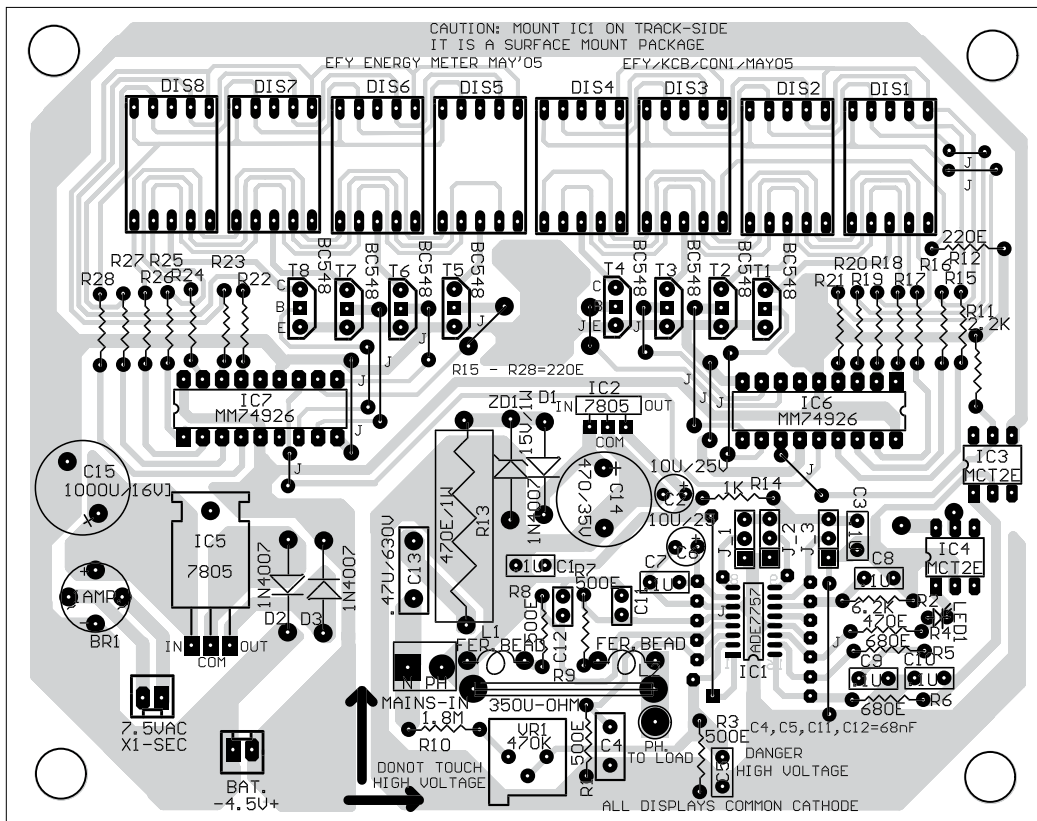 CAUTION: MOUNT IC1 ON TRACK-SIDE
IT IS A SURFACE MOUNT PACKAGE
EFY ENERGY METER MAY'05
EFY/KCB/CON1/MAY05
DIS8
DIS7
DIS6
DIS5
DIS4
DIS3
DIS2
DIS1
J
J
220E
R12
BC548
BC548
BC548
BC548
BC548
BC548
BC548
BC548
R28
R27
R26
R25
R24
R23
R22
T8
T7
T6
T5
T4
T3
T2
T1
C
B
E
C
B
E
R21
R20
R19
R18
R17
R16
R15
R11
2.2K
J
J
J
J
J
J
J
J
J
J
J
J
R15 - R28=220E
IC7
MM74926
IC6
MM74926
ZD1
15V/1W
D1
1N4007
IC2
IN 7805 OUT
COM
IC3
MCT2E
C15
1000U/16V
470E/1W
R13
470/35V
C14
10U/25V
C2
10U/25
1K
R14
C3
IC5
7805
IN
COM
OUT
1N4007
D2
D3
1N4007
47U/630V
C13
1AMP
BR1
J_1
J_2
J_3
IC4
MCT2E
C8
.1U
6.2K
R2
LED1
470E
R4
680E
R5
C9
.1U
C10
.1U
680E
R6
.1U
C1
R7
500E
R8
500E
C12
C11
C7
.1U
ADE7757
IC1
J
J
L1
FER.BEAD
FER.BEAD
R9
350U-OHM
N PH
MAINS-IN
1.8M
R10
VR1
470K
500E
C4
PH.
TO LOAD
R3
500E
C5
C4,C5,C11,C12=68nF
7.5VAC
X1-SEC
BAT.
-4.5V+
DONOT TOUCH
HIGH VOLTAGE
DANGER
HIGH VOLTAGE
ALL DISPLAYS COMMON CATHODE